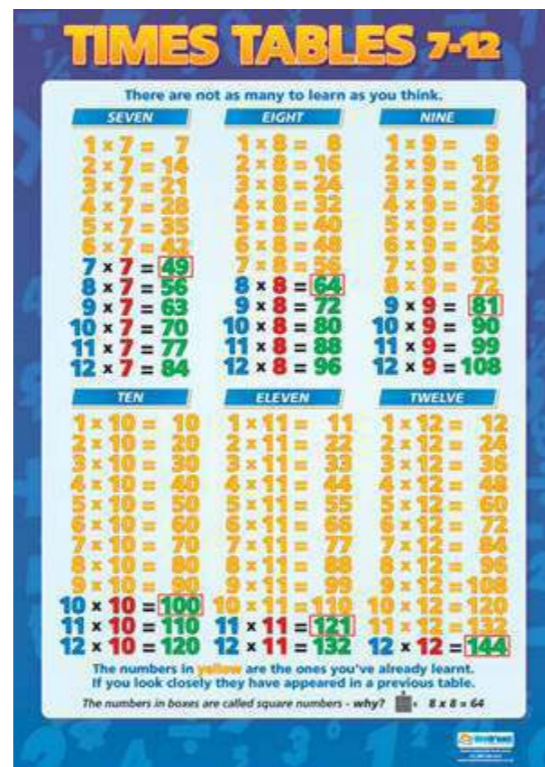 TIMES TABLES 7-12
There are not as many to learn as you think.
SEVEN
1 x 7 = 7
2 x 7 = 14
3 x 7 = 21
4 x 7 = 28
5 x 7 = 35
6 x 7 = 42
7 x 7 = 49
8 x 7 = 56
9 x 7 = 63
10 x 7 = 70
11 x 7 = 77
12 x 7 = 84
EIGHT
1 x 8 = 8
2 x 8 = 16
3 x 8 = 24
4 x 8 = 32
5 x 8 = 40
6 x 8 = 48
7 x 8 = 56
8 x 8 = 64
9 x 8 = 72
10 x 8 = 80
11 x 8 = 88
12 x 8 = 96
NINE
1 x 9 = 9
2 x 9 = 18
3 x 9 = 27
4 x 9 = 36
5 x 9 = 45
6 x 9 = 54
7 x 9 = 63
8 x 9 = 72
9 x 9 = 81
10 x 9 = 90
11 x 9 = 99
12 x 9 = 108
TEN
1 x 10 = 10
2 x 10 = 20
3 x 10 = 30
4 x 10 = 40
5 x 10 = 50
6 x 10 = 60
7 x 10 = 70
8 x 10 = 80
9 x 10 = 90
10 x 10 = 100
11 x 10 = 110
12 x 10 = 120
ELEVEN
1 x 11 = 11
2 x 11 = 22
3 x 11 = 33
4 x 11 = 44
5 x 11 = 55
6 x 11 = 66
7 x 11 = 77
8 x 11 = 88
9 x 11 = 99
10 x 11 = 110
11 x 11 = 121
12 x 11 = 132
TWELVE
1 x 12 = 12
2 x 12 = 24
3 x 12 = 36
4 x 12 = 48
5 x 12 = 60
6 x 12 = 72
7 x 12 = 84
8 x 12 = 96
9 x 12 = 108
10 x 12 = 120
11 x 12 = 132
12 x 12 = 144
The numbers in yellow are the ones you've already learnt.
If you look closely they have appeared in a previous table.
The numbers in boxes are called square numbers - why? 8 x 8 = 64